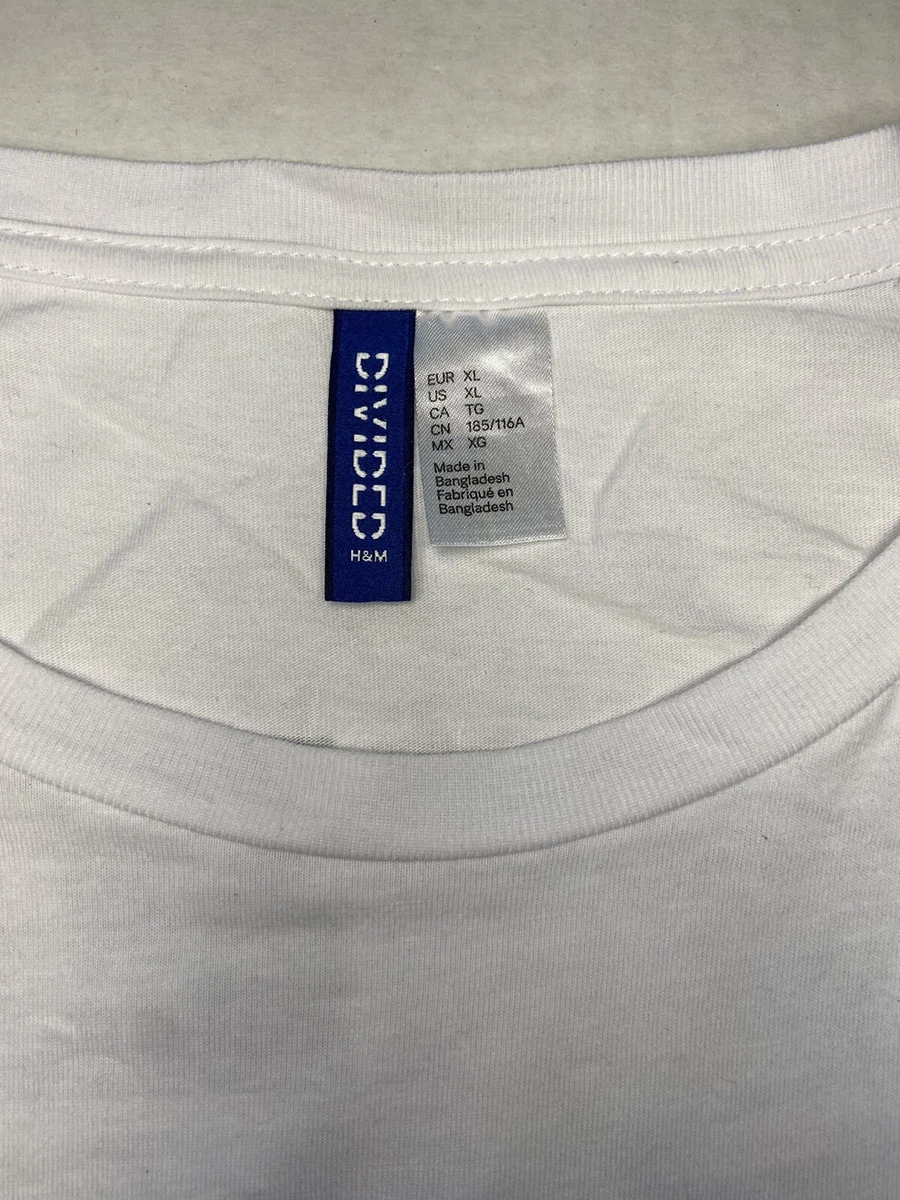 DIVIDED
H&M
EUR XL
US XL
CA TG
CN 185/116A
MX XG
Made in
Bangladesh
Fabriqué en
Bangladesh